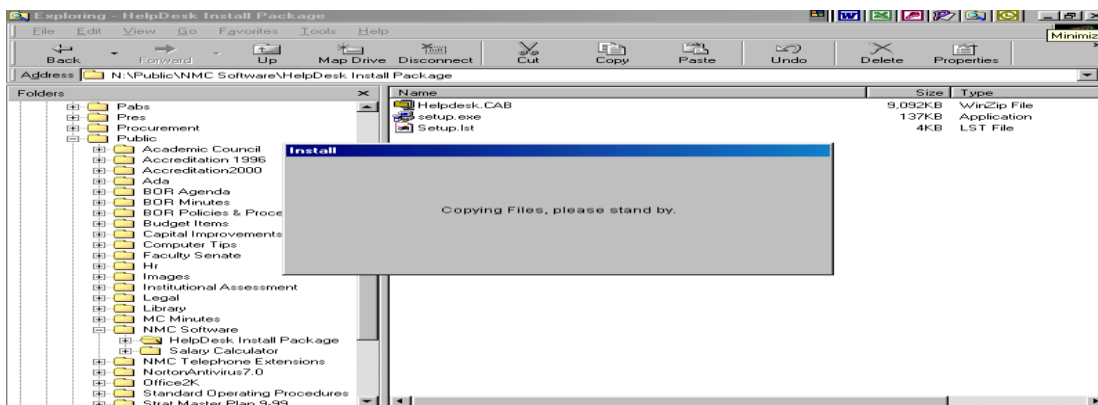 Exploring - HelpDesk Install Package
File Edit View Go Favorites Tools Help
Minimiz
Back Forward Up Map Drive Disconnect Cut Copy Paste Undo Delete Properties
Address N:\Public\NMC Software\HelpDesk Install Package
Folders
Name Size Type
Pabs
Pres
Procurement
Public
Academic Council
Accreditation 1996
Accreditation2000
Ada
BOR Agenda
BOR Minutes
BOR Policies & Proce
Budget Items
Capital Improvements
Computer Tips
Faculty Senate
Hr
Images
Institutional Assessment
Legal
Library
MC Minutes
NMC Software
HelpDesk Install Package
Salary Calculator
NMC Telephone Extensions
NortonAntivirus7.0
Office2K
Standard Operating Procedures
Strat Master Plan 9-99
Helpdesk.CAB 9,092KB WinZip File
setup.exe 137KB Application
Setup.lst 4KB LST File
Install
Copying Files, please stand by.